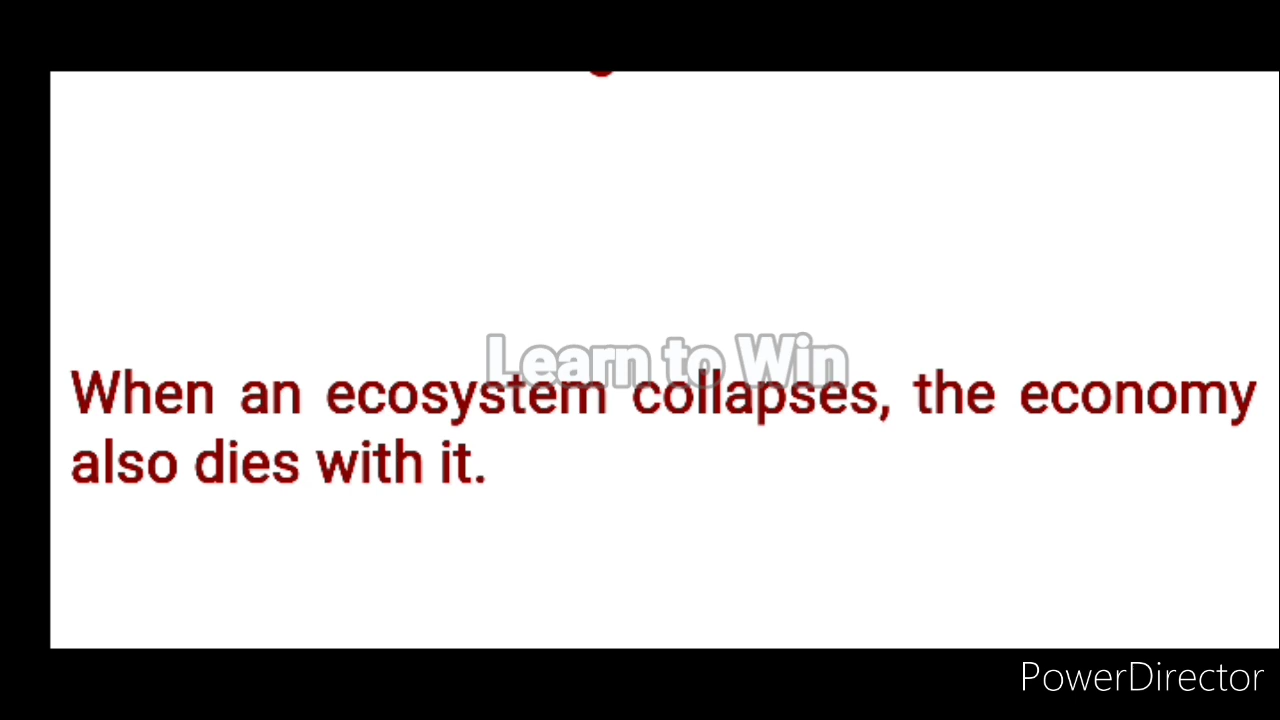 Learn to Win
When an ecosystem collapses, the economy
also dies with it.
PowerDirector